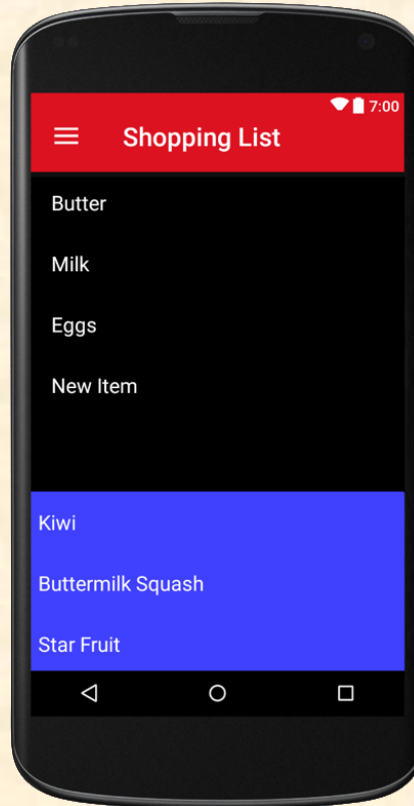 7:00
Shopping List
Butter
Milk
Eggs
New Item
Kiwi
Buttermilk Squash
Star Fruit